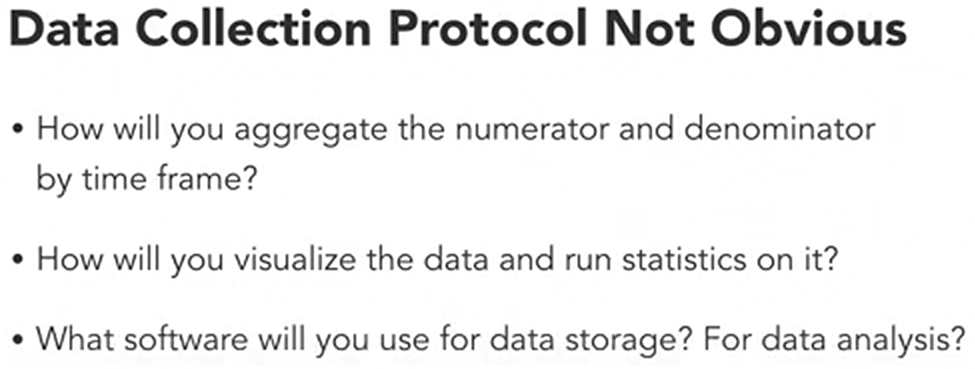 Data Collection Protocol Not Obvious
• How will you aggregate the numerator and denominator
by time frame?
• How will you visualize the data and run statistics on it?
• What software will you use for data storage? For data analysis?